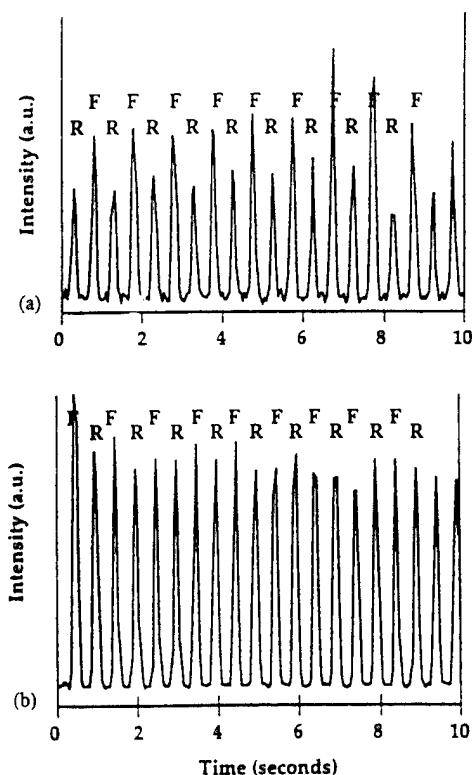 Intensity (a.u.)
F F F F F F F F
R R R R R R R R
(a)
0 2 4 6 8 10
Intensity (a.u.)
F F F F F F F F
R R R R R R R R R
(b)
0 2 4 6 8 10
Time (seconds)